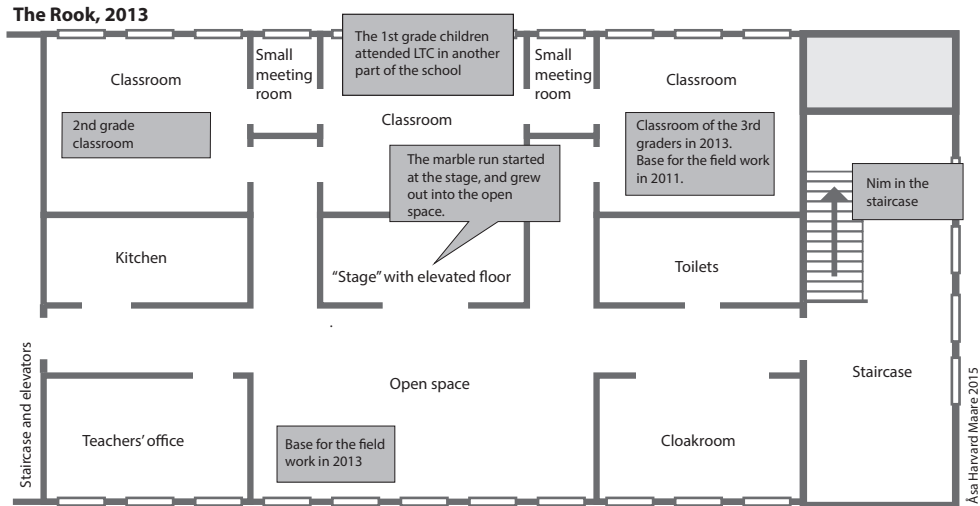 The Rook, 2013
Classroom
2nd grade
classroom
Small
meeting
room
The 1st grade children
attended LTC in another
part of the school
Classroom
Small
meeting
room
Classroom
Classroom of the 3rd
graders in 2013.
Base for the field work
in 2011.
The marble run started
at the stage, and grew
out into the open
space.
Nim in the
staircase
Kitchen
“Stage” with elevated floor
Toilets
Staircase and elevators
Open space
Staircase
Teachers’ office
Base for the field
work in 2013
Cloakroom
Åsa Harvard Maare 2015